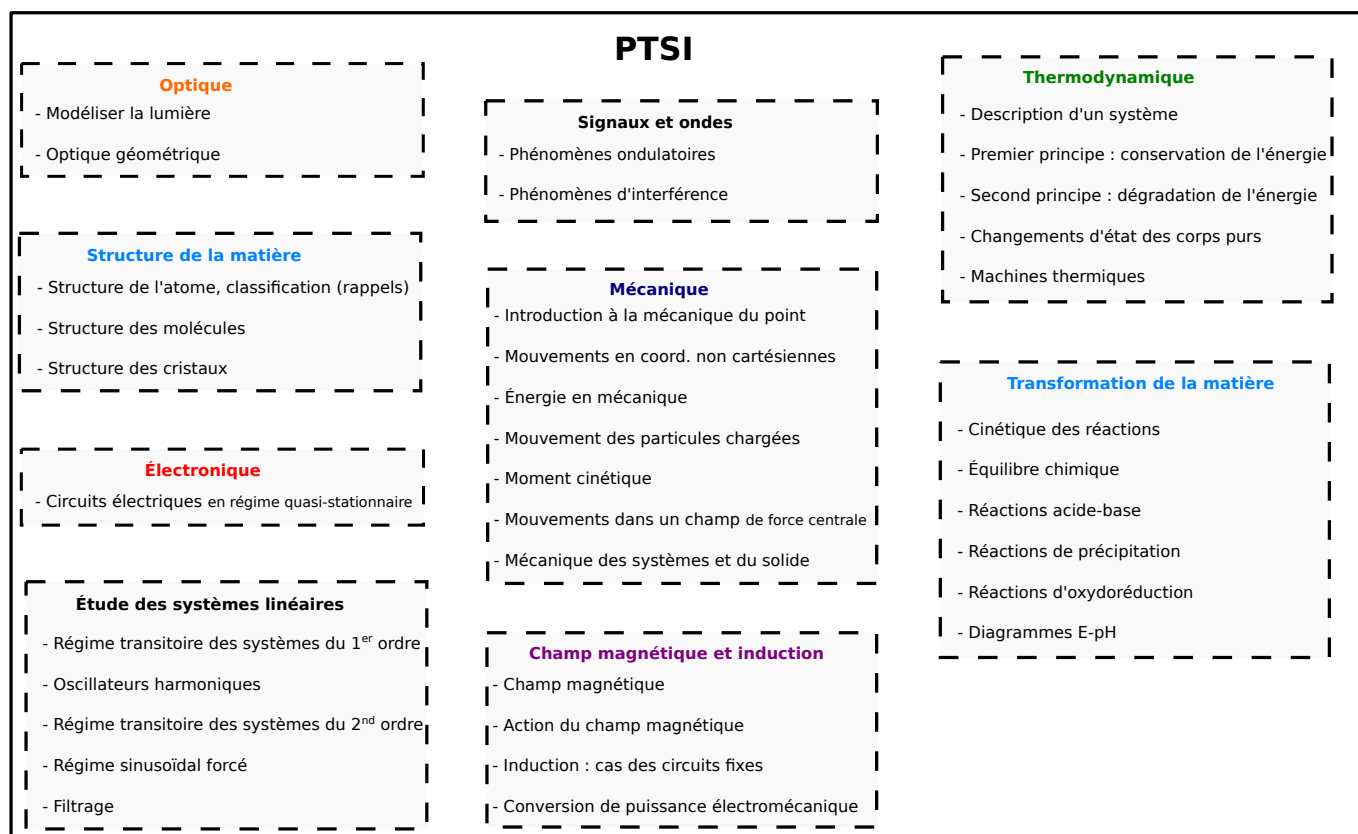 PTSI
Optique
- Modéliser la lumière
- Optique géométrique
Structure de la matière
- Structure de l'atome, classification (rappels)
- Structure des molécules
- Structure des cristaux
Électronique
- Circuits électriques en régime quasi-stationnaire
Étude des systèmes linéaires
- Régime transitoire des systèmes du 1er ordre
- Oscillateurs harmoniques
- Régime transitoire des systèmes du 2nd ordre
- Régime sinusoïdal forcé
- Filtrage
Signaux et ondes
- Phénomènes ondulatoires
- Phénomènes d'interférence
Mécanique
- Introduction à la mécanique du point
- Mouvements en coord. non cartésiennes
- Énergie en mécanique
- Mouvement des particules chargées
- Moment cinétique
- Mouvements dans un champ de force centrale
- Mécanique des systèmes et du solide
Champ magnétique et induction
- Champ magnétique
- Action du champ magnétique
- Induction : cas des circuits fixes
- Conversion de puissance électromécanique
Thermodynamique
- Description d'un système
- Premier principe : conservation de l'énergie
- Second principe : dégradation de l'énergie
- Changements d'état des corps purs
- Machines thermiques
Transformation de la matière
- Cinétique des réactions
- Équilibre chimique
- Réactions acide-base
- Réactions de précipitation
- Réactions d'oxydoréduction
- Diagrammes E-pH